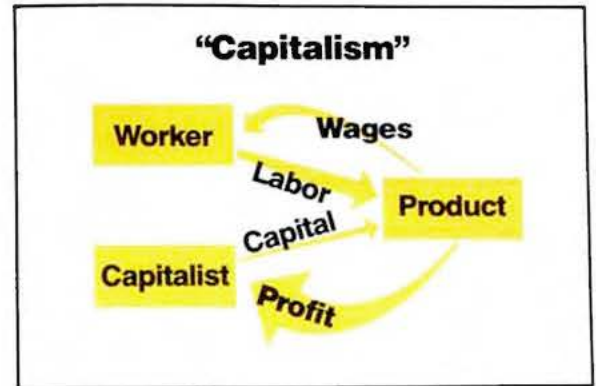 “Capitalism”
Worker
Wages
Labor
Product
Capital
Capitalist
Profit